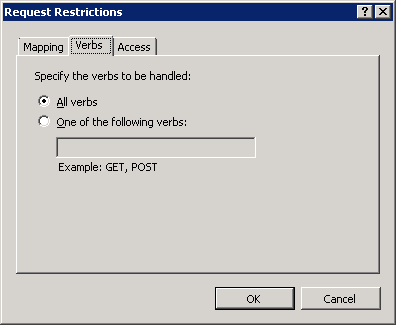 Request Restrictions
Mapping Verbs Access
Specify the verbs to be handled:
All verbs
One of the following verbs:
Example: GET, POST
OK Cancel